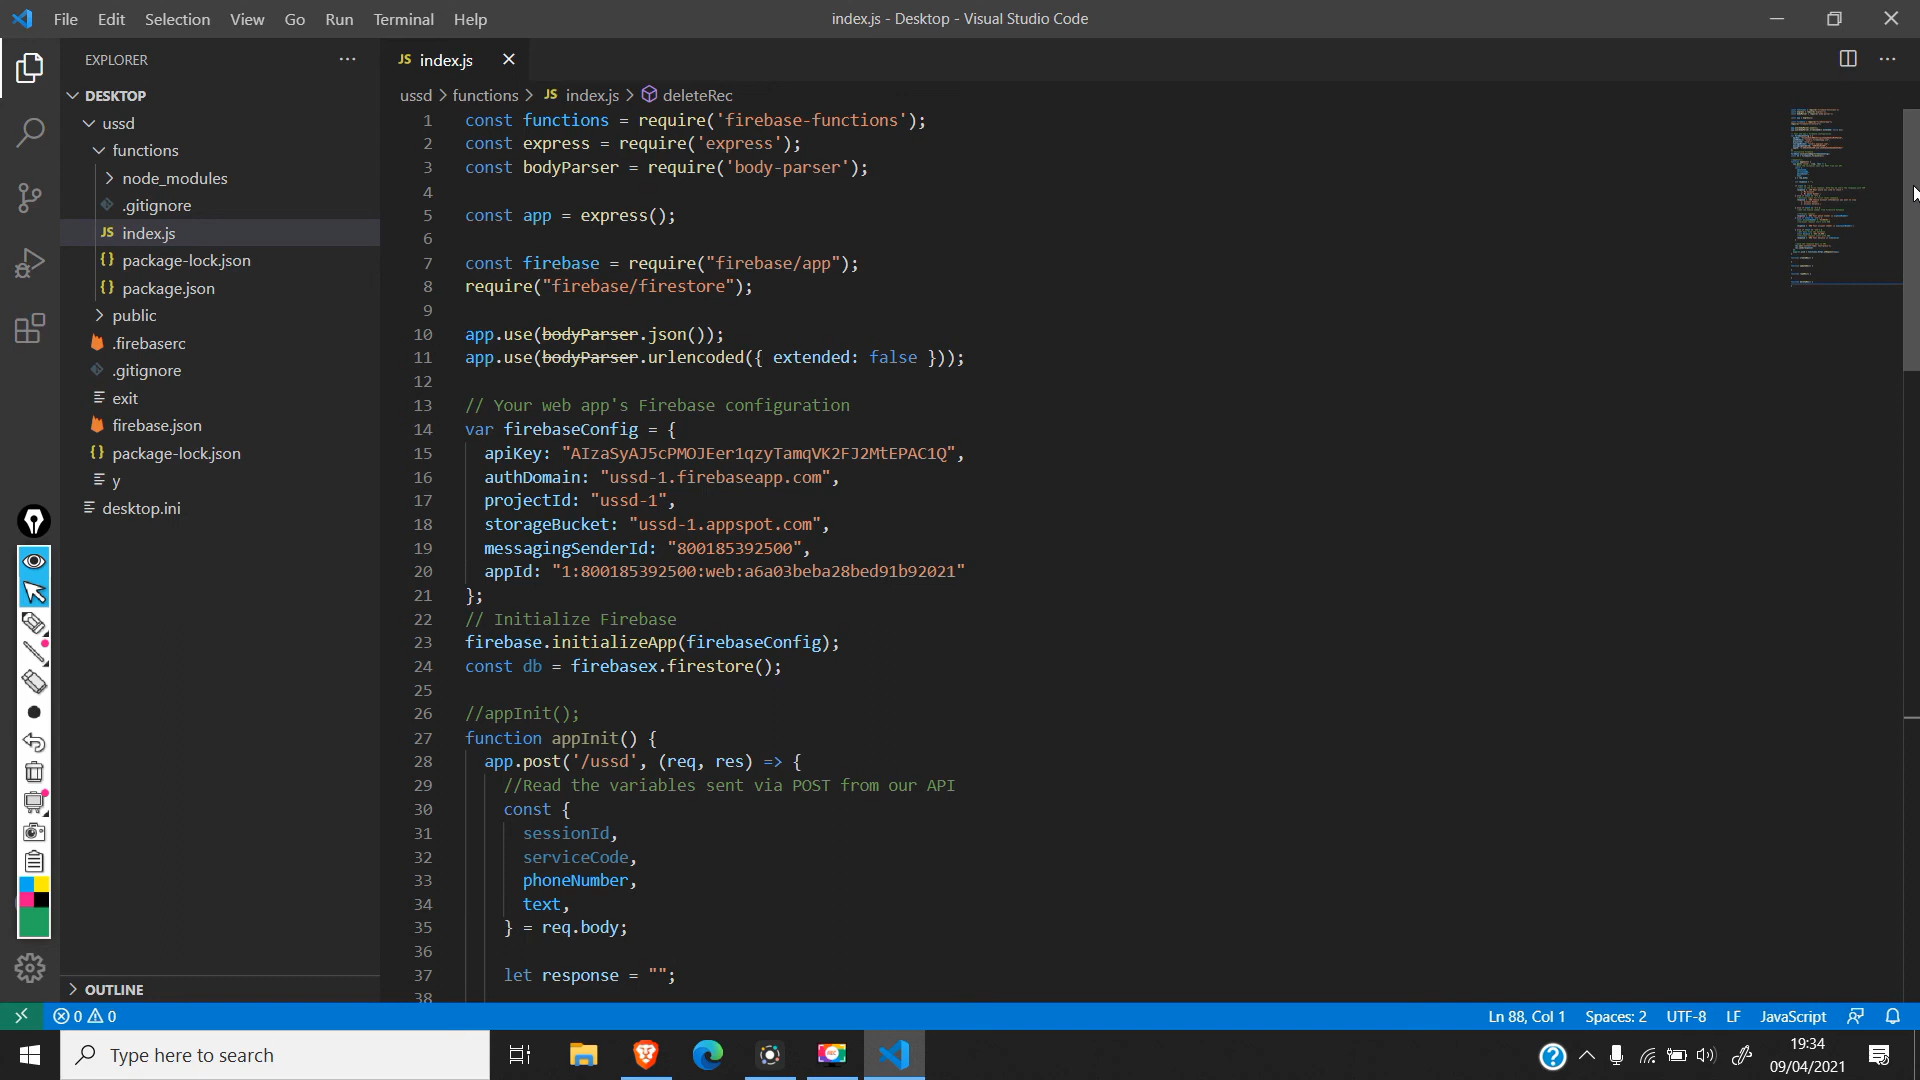 File Edit Selection View Go Run Terminal Help
index.js - Desktop - Visual Studio Code
EXPLORER
DESKTOP
ussd
functions
node_modules
.gitignore
JS index.js
{} package-lock.json
{} package.json
public
.firebaserc
.gitignore
exit
firebase.json
{} package-lock.json
y
desktop.ini
OUTLINE
JS index.js
ussd > functions > JS index.js > deleteRec
1 const functions = require('firebase-functions');
2 const express = require('express');
3 const bodyParser = require('body-parser');
4
5 const app = express();
6
7 const firebase = require("firebase/app");
8 require("firebase/firestore");
9
10 app.use(bodyParser.json());
11 app.use(bodyParser.urlencoded({ extended: false }));
12
13 // Your web app's Firebase configuration
14 var firebaseConfig = {
15 apiKey: "AIzaSyAJ5cPMOJEer1qzyTamqVK2FJ2MtEPAC1Q",
16 authDomain: "ussd-1.firebaseapp.com",
17 projectId: "ussd-1",
18 storageBucket: "ussd-1.appspot.com",
19 messagingSenderId: "800185392500",
20 appId: "1:800185392500:web:a6a03beba28bed91b92021"
21 };
22 // Initialize Firebase
23 firebase.initializeApp(firebaseConfig);
24 const db = firebasex.firestore();
25
26 //appInit();
27 function appInit() {
28 app.post('/ussd', (req, res) => {
29 //Read the variables sent via POST from our API
30 const {
31 sessionId,
32 serviceCode,
33 phoneNumber,
34 text,
35 } = req.body;
36
37 let response = "";
38
0 0
Ln 88, Col 1 Spaces: 2 UTF-8 LF JavaScript
Type here to search
19:34
09/04/2021